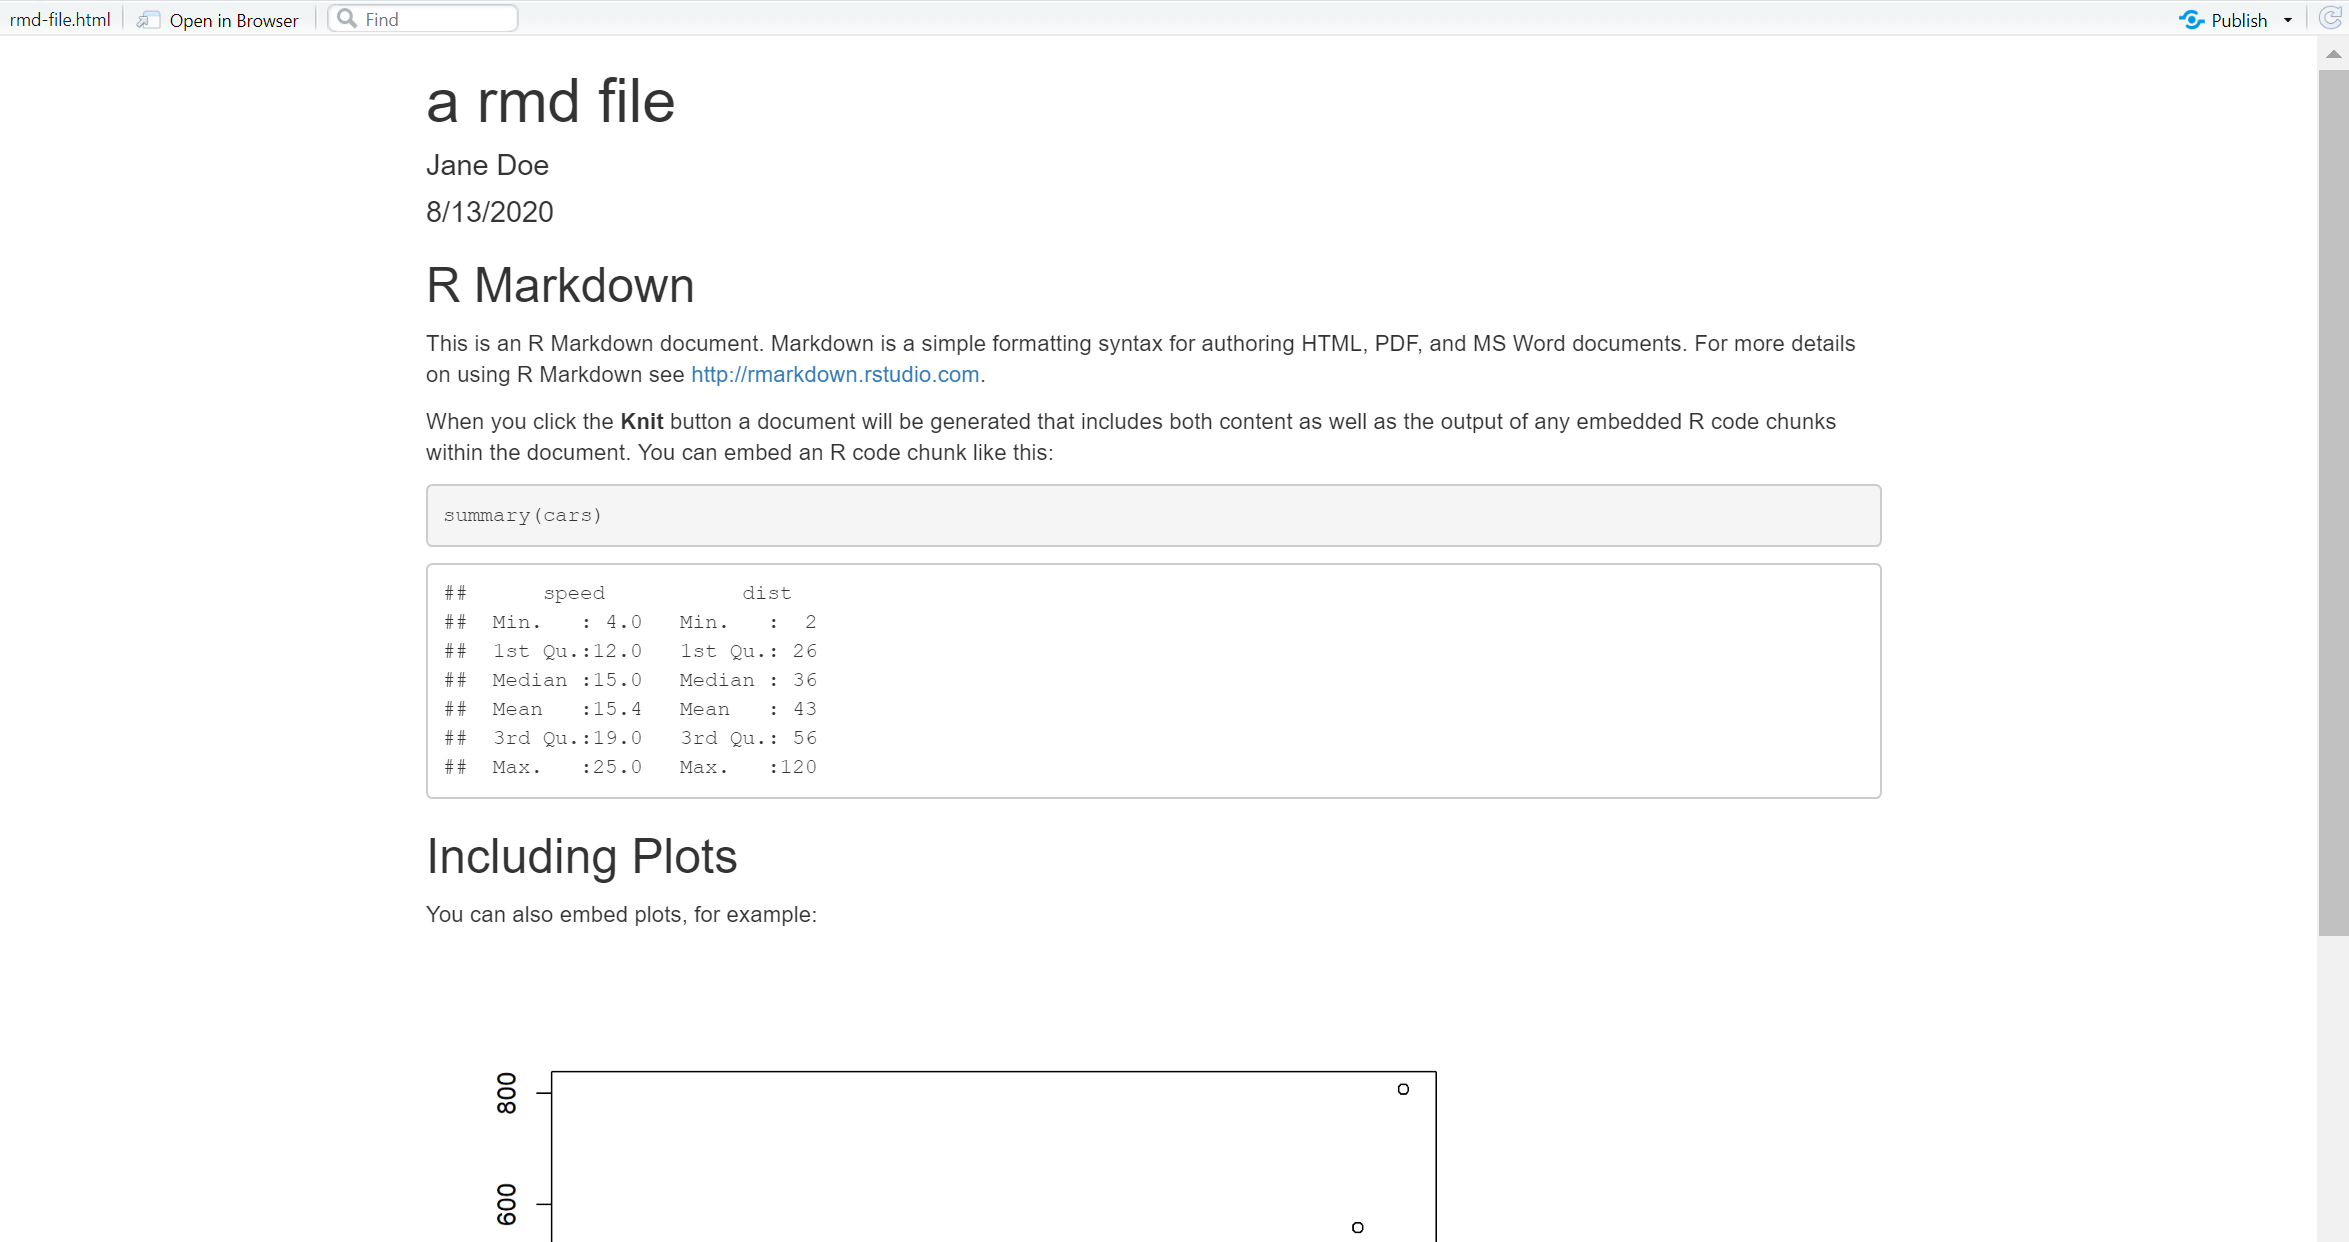 rmd-file.html Open in Browser Find Publish
a rmd file
Jane Doe
8/13/2020
R Markdown
This is an R Markdown document. Markdown is a simple formatting syntax for authoring HTML, PDF, and MS Word documents. For more details
on using R Markdown see http://rmarkdown.rstudio.com.
When you click the Knit button a document will be generated that includes both content as well as the output of any embedded R code chunks
within the document. You can embed an R code chunk like this:
summary(cars)
##      speed           dist
##  Min.   : 4.0   Min.   :  2
##  1st Qu.:12.0   1st Qu.: 26
##  Median :15.0   Median : 36
##  Mean   :15.4   Mean   : 43
##  3rd Qu.:19.0   3rd Qu.: 56
##  Max.   :25.0   Max.   :120
Including Plots
You can also embed plots, for example:
800
600